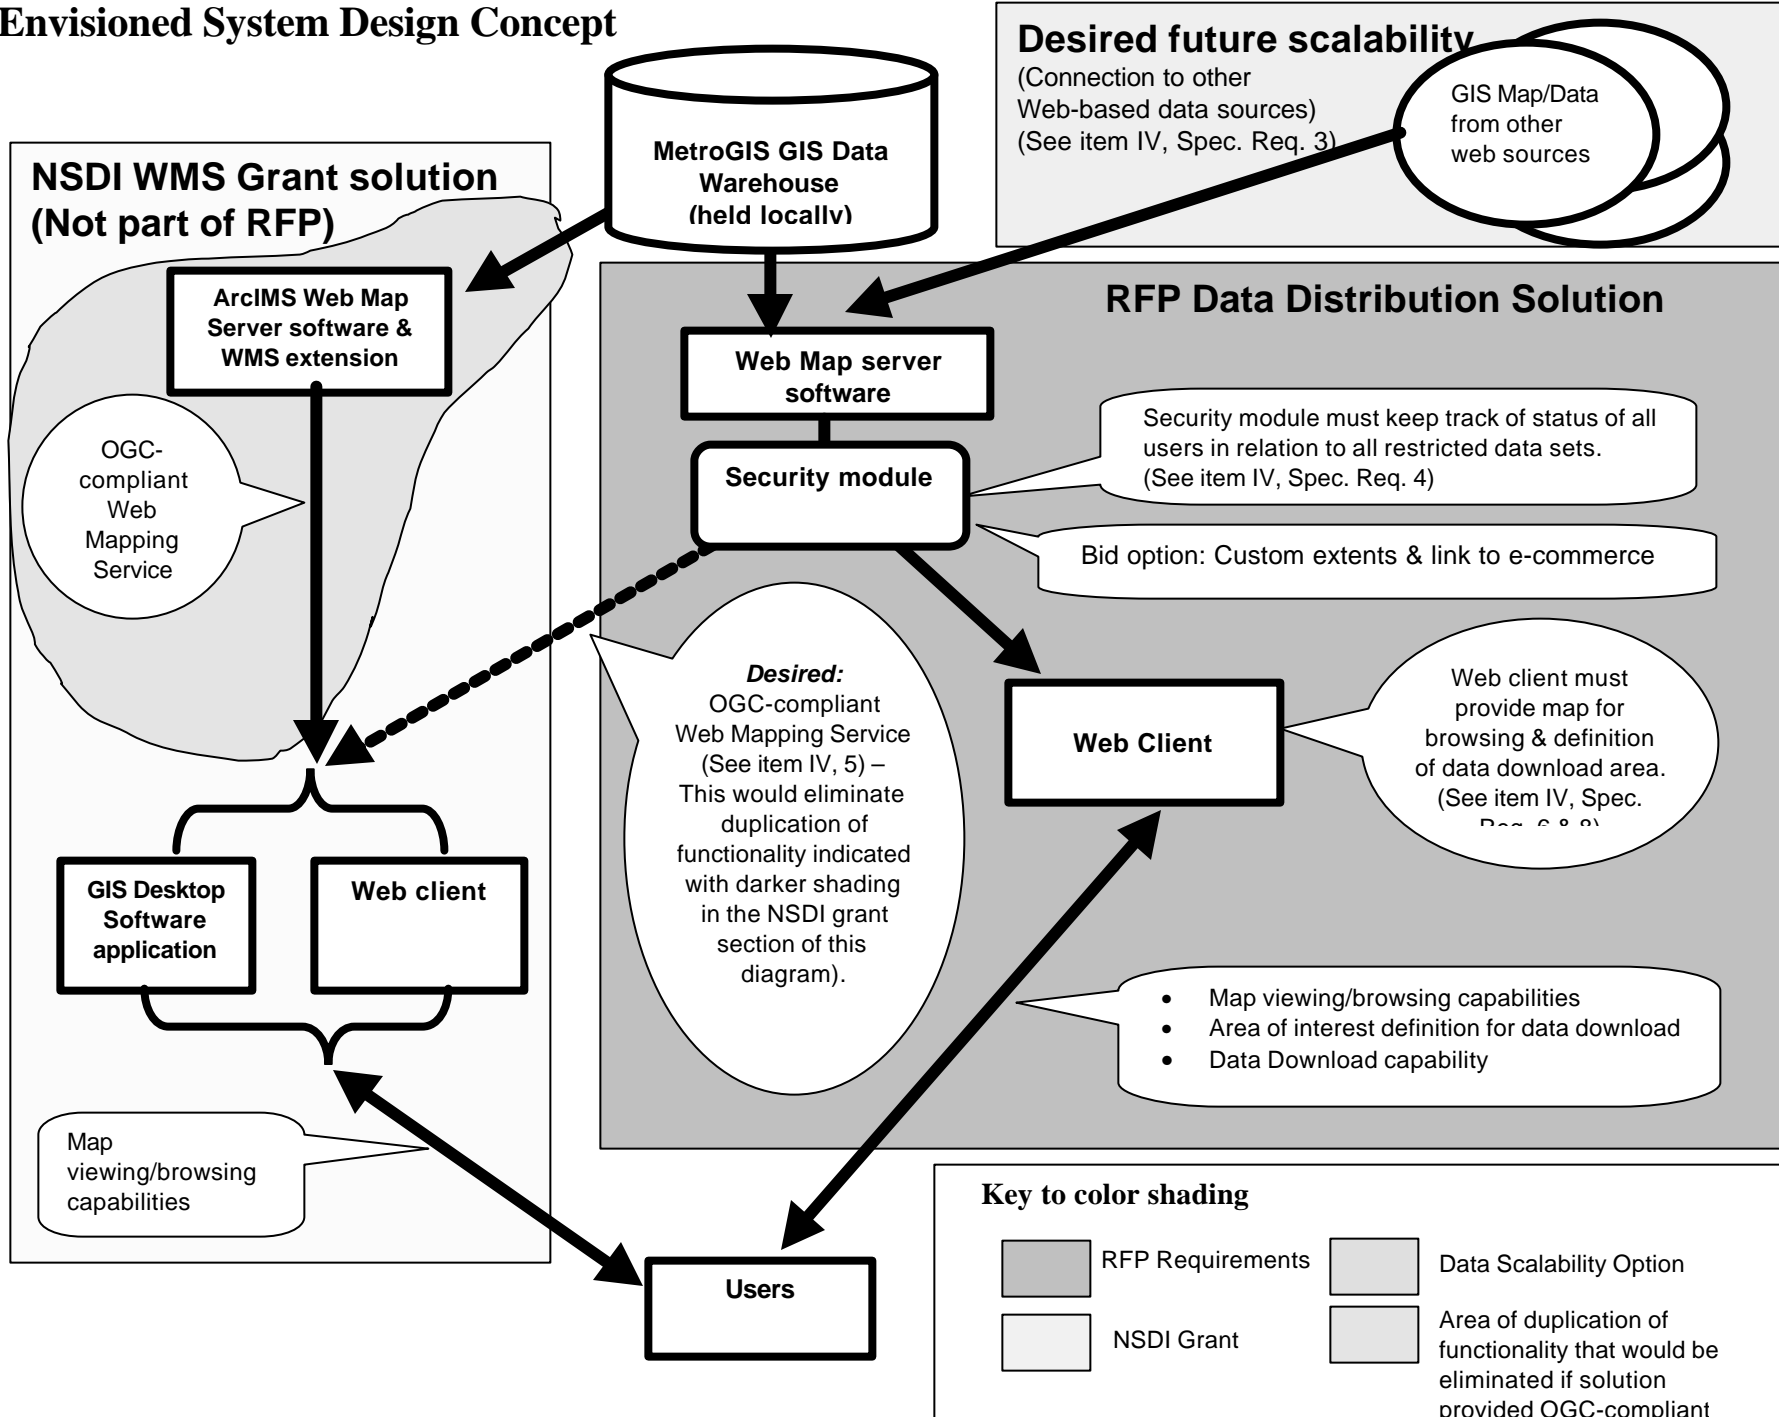 Envisioned System Design Concept
Desired future scalability
(Connection to other
Web-based data sources)
(See item IV, Spec. Req. 3)
GIS Map/Data
from other
web sources
MetroGIS GIS Data
Warehouse
(held locally)
NSDI WMS Grant solution
(Not part of RFP)
ArcIMS Web Map
Server software &
WMS extension
OGC-
compliant
Web
Mapping
Service
RFP Data Distribution Solution
Web Map server
software
Security module
Security module must keep track of status of all
users in relation to all restricted data sets.
(See item IV, Spec. Req. 4)
Bid option: Custom extents & link to e-commerce
Desired:
OGC-compliant
Web Mapping Service
(See item IV, 5) –
This would eliminate
duplication of
functionality indicated
with darker shading
in the NSDI grant
section of this
diagram).
Web Client
Web client must
provide map for
browsing & definition
of data download area.
(See item IV, Spec.
Req. 6 & 8)
GIS Desktop
Software
application
Web client
• Map viewing/browsing capabilities
• Area of interest definition for data download
• Data Download capability
Map
viewing/browsing
capabilities
Users
Key to color shading
RFP Requirements
Data Scalability Option
NSDI Grant
Area of duplication of
functionality that would be
eliminated if solution
provided OGC-compliant